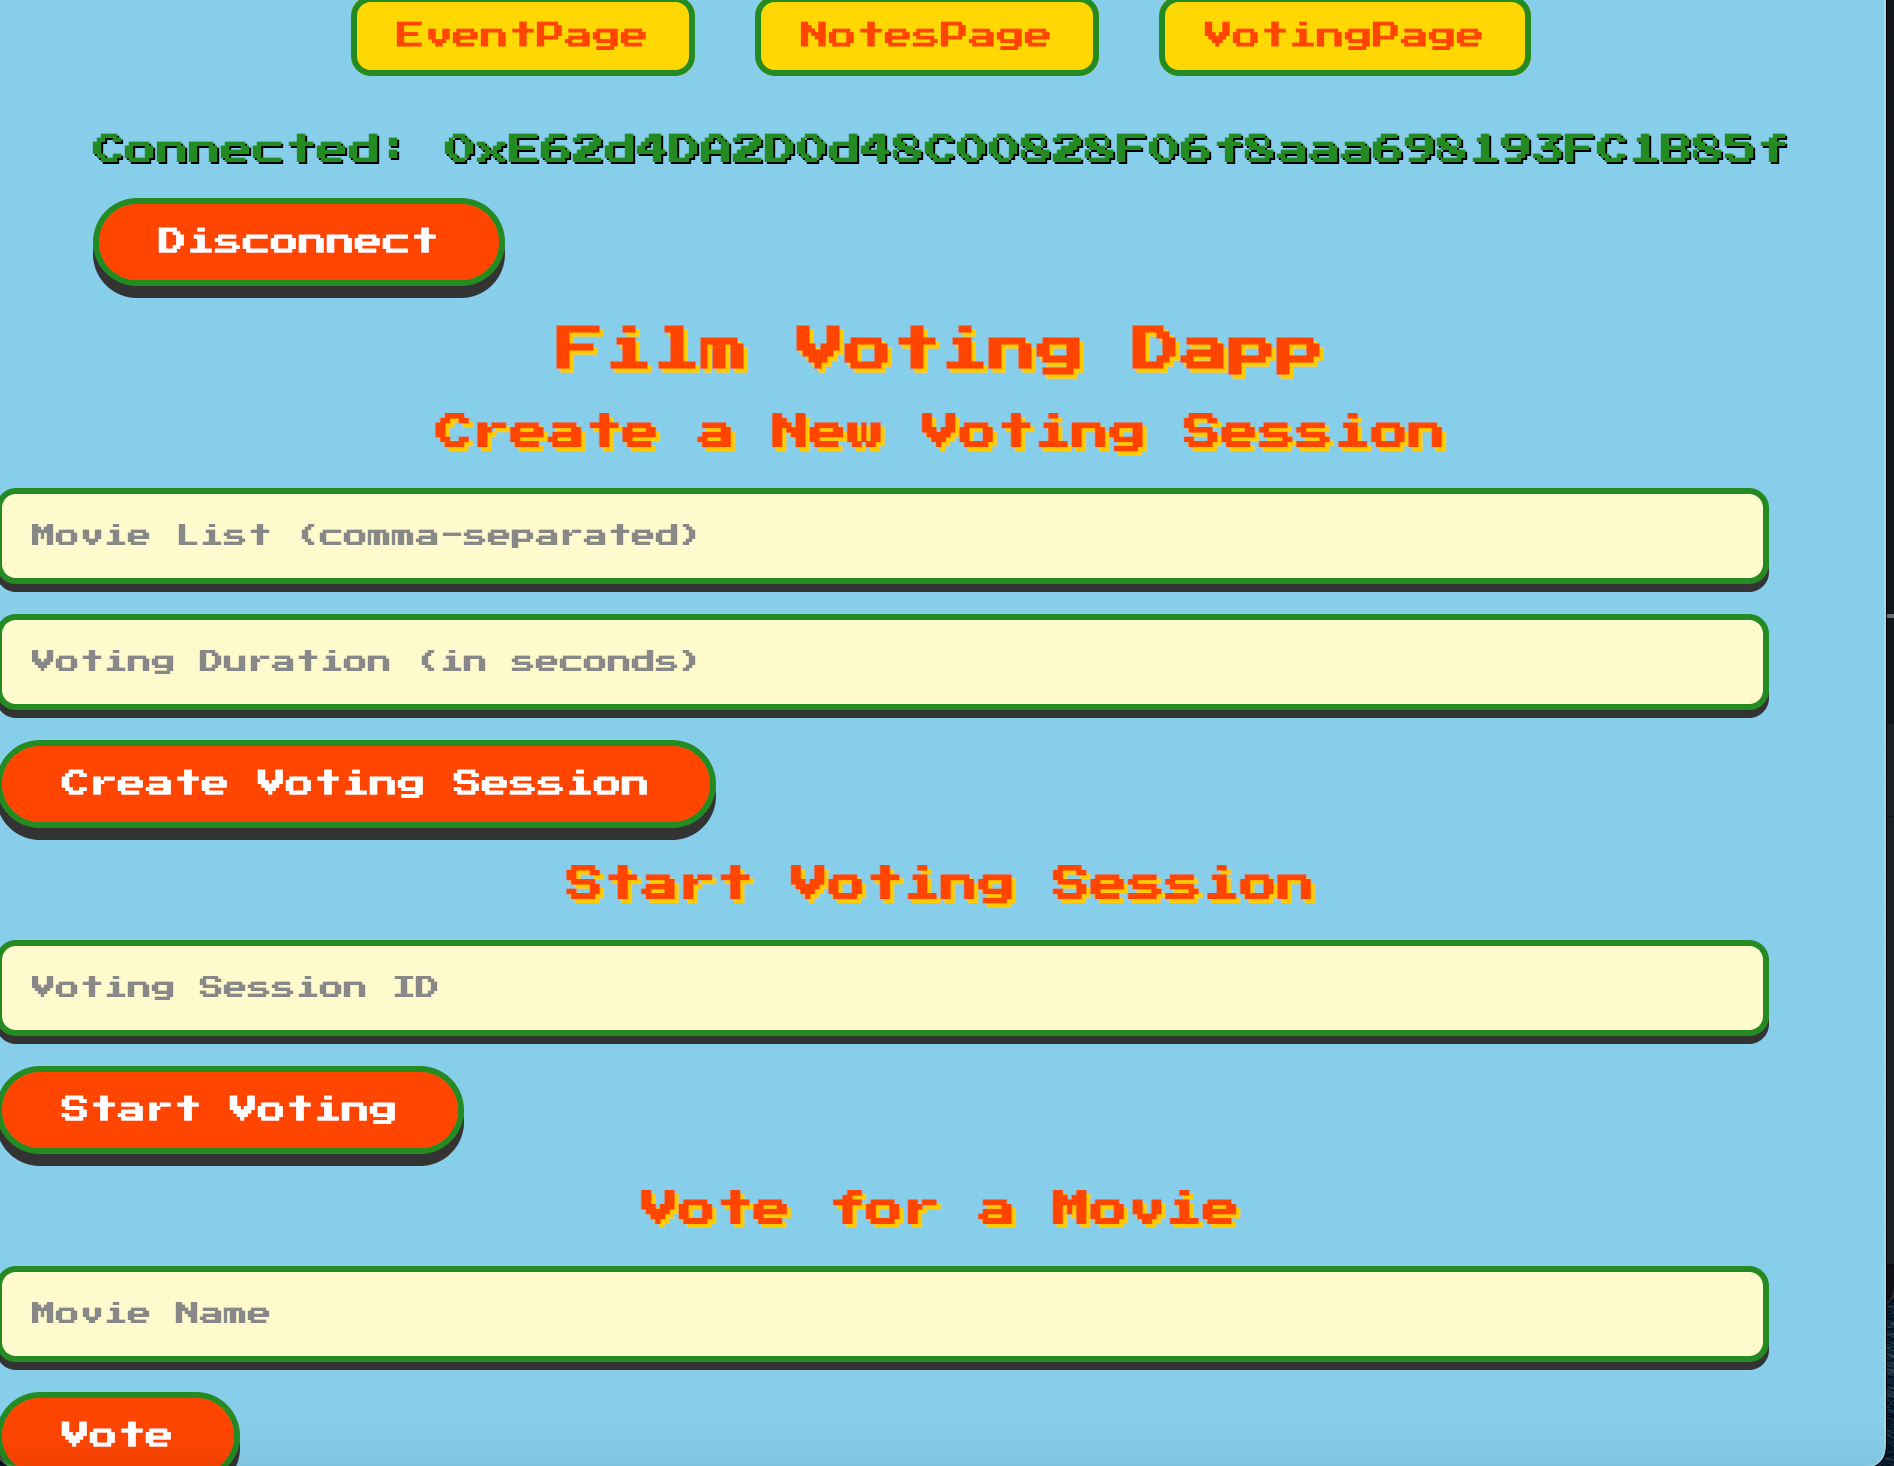 EventPage NotesPage VotingPage
Connected: 0xE62d4DA2D0d48C00828F06f8aaa698193FC1B85f
Disconnect
Film Voting Dapp
Create a New Voting Session
Movie List (comma-separated)
Voting Duration (in seconds)
Create Voting Session
Start Voting Session
Voting Session ID
Start Voting
Vote for a Movie
Movie Name
Vote